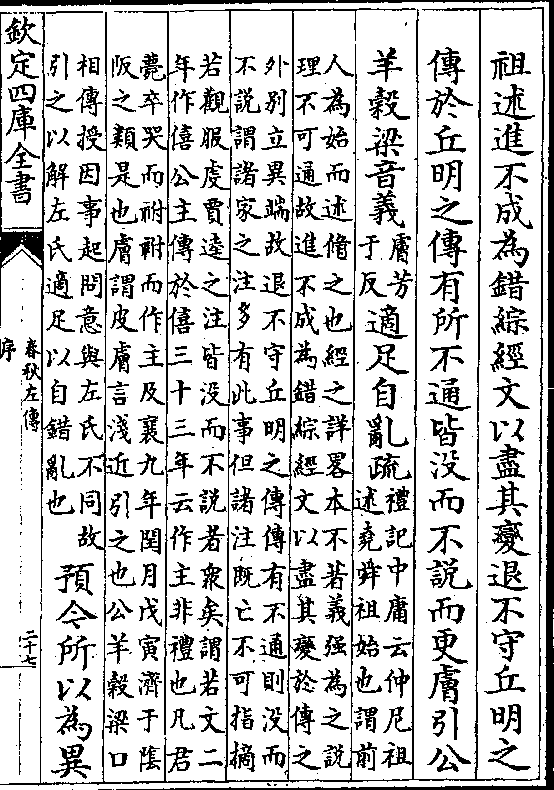 祖述進不成為錯綜經文以盡其變退不守丘明之
傳於丘明之傳有所不通皆没而不說而更膚引公
羊穀梁音義
膚芳
于反
適足自亂疏
禮記中庸云仲尼祖
述堯舜祖始也謂前
人為始而述脩之也經之詳畧本不著義强為之說
理不可通故進不成為錯綜經文以盡其變於傳之
外别立異端故退不守丘明之傳傳有不通則没而
不說謂諸家之注多有此事但諸注既亡不可指摘
若觀服虔賈逵之注皆没而不說者衆矣謂若文二
年作僖公主傳於僖三十三年云作主非禮也凡君
薨卒哭而祔祔而作主及襄九年閏月戊寅濟于隂
阪之類是也膚謂皮膚言淺近引之也公羊穀梁口
相傳授因事起問意與左氏不同故
引之以解左氏適足以自錯亂也
預今所以為異
欽定四庫全書
春秋左傳
序
二十七